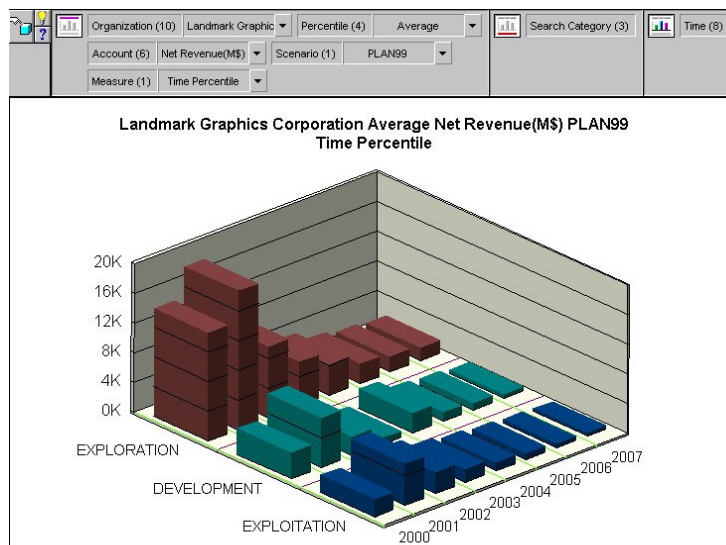 Organization (10) Landmark Graphic Percentile (4) Average Search Category (3) Time (8)
Account (6) Net Revenue(M$) Scenario (1) PLAN99
Measure (1) Time Percentile
?
Landmark Graphics Corporation Average Net Revenue(M$) PLAN99
Time Percentile
20K
16K
12K
8K
4K
0K
EXPLORATION
DEVELOPMENT
EXPLOITATION
2000
2001
2002
2003
2004
2005
2006
2007